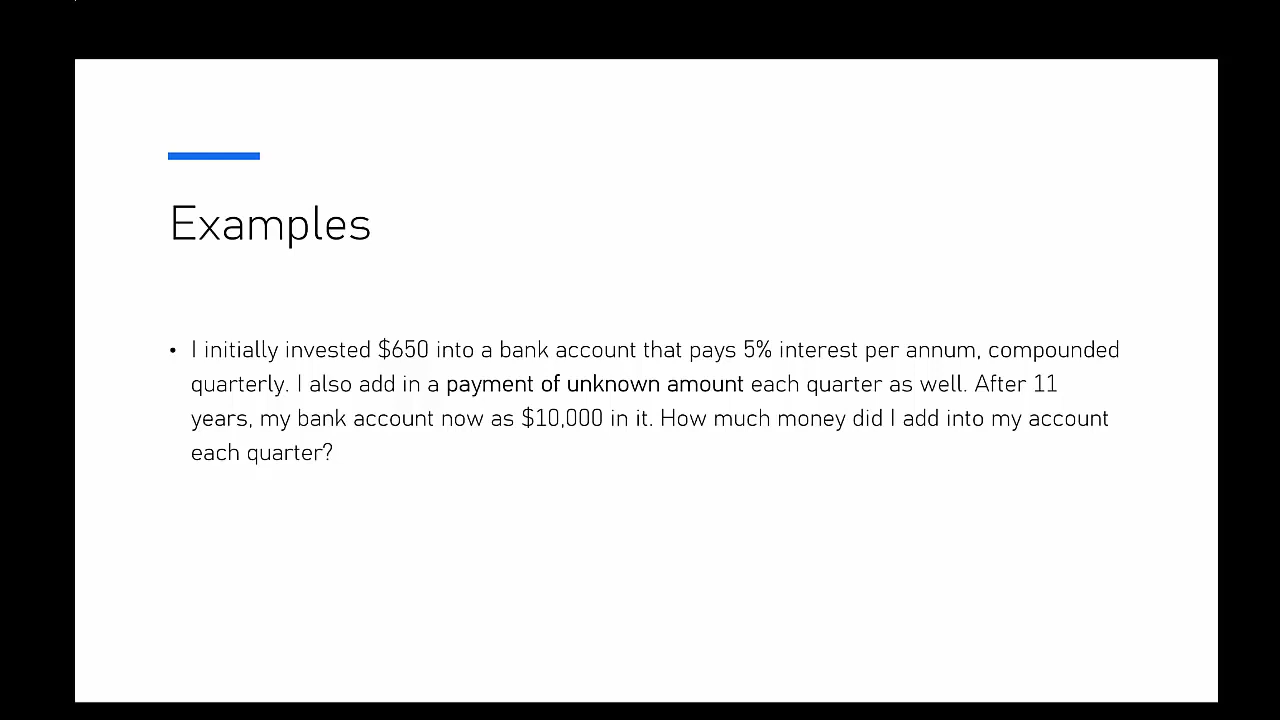 Examples
• I initially invested $650 into a bank account that pays 5% interest per annum, compounded
quarterly. I also add in a payment of unknown amount each quarter as well. After 11
years, my bank account now as $10,000 in it. How much money did I add into my account
each quarter?